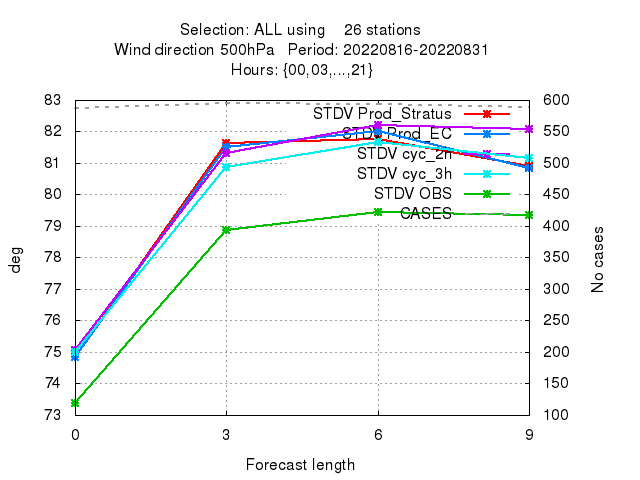 Selection: ALL using 26 stations
Wind direction 500hPa Period: 20220816-20220831
Hours: {00,03,...,21}
83 600
STDV Prod_Stratus
82 550
STDV Prod_EC
STDV cyc_2h
81 500
STDV cyc_3h
80 450
STDV OBS
CASES
79 400
78 350
77 300
76 250
75 200
74 150
73 100
deg
No cases
0 3 6 9
Forecast length